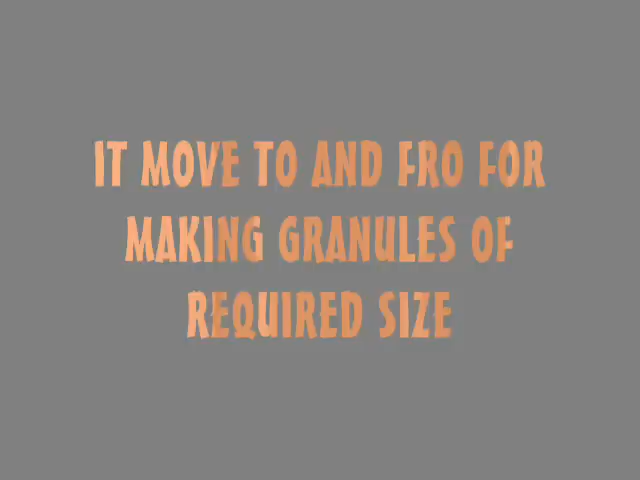 IT MOVE TO AND FRO FOR
MAKING GRANULES OF
REQUIRED SIZE